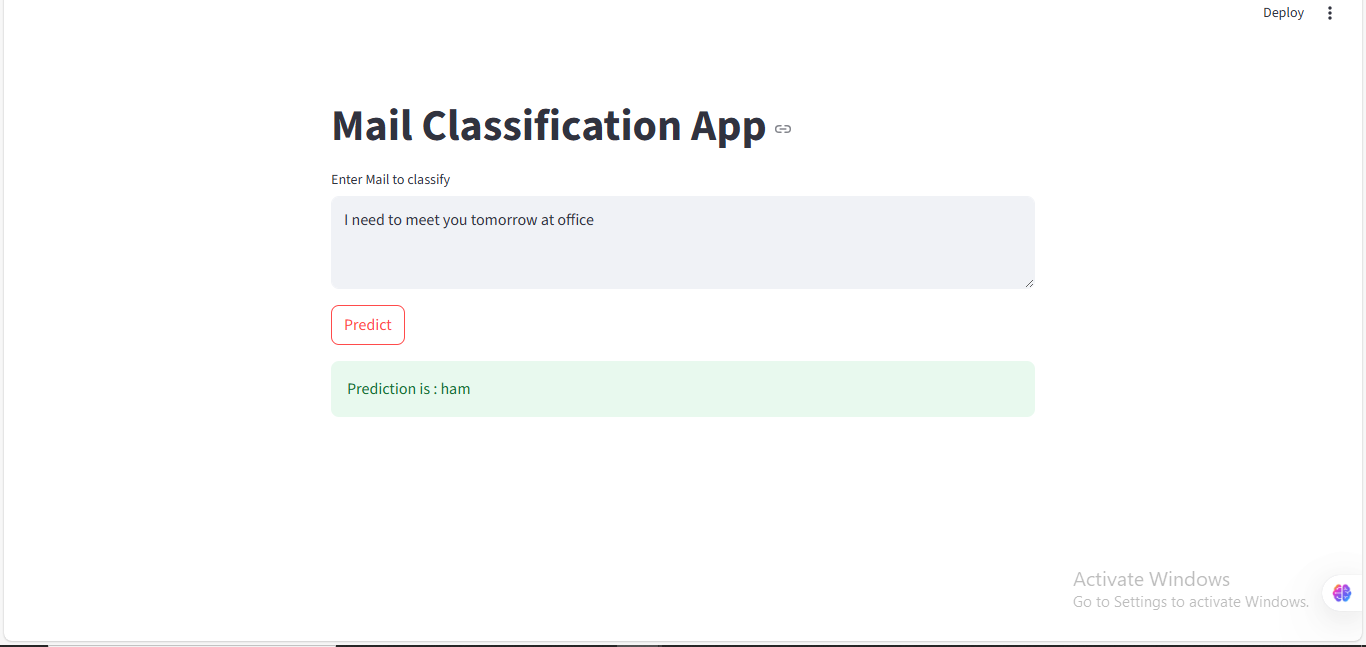 Deploy
Mail Classification App
Enter Mail to classify
I need to meet you tomorrow at office
Predict
Prediction is : ham
Activate Windows
Go to Settings to activate Windows.